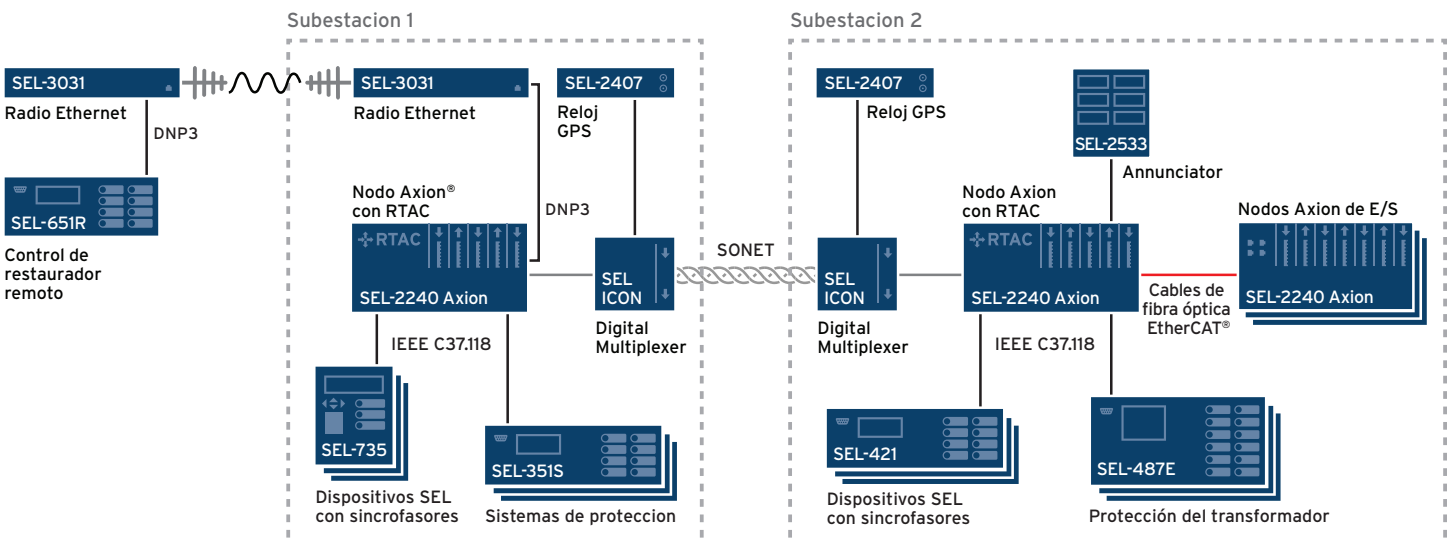 Subestacion 1
Subestacion 2
SEL-3031
Radio Ethernet
DNP3
SEL-651R
Control de
restaurador
remoto
SEL-3031
Radio Ethernet
SEL-2407
Reloj
GPS
Nodo Axion®
con RTAC
DNP3
RTAC
SEL-2240 Axion
SEL
ICON
Digital
Multiplexer
IEEE C37.118
SEL-735
Dispositivos SEL
con sincrofasores
SEL-351S
Sistemas de proteccion
SONET
SEL-2407
Reloj GPS
SEL
ICON
Digital
Multiplexer
SEL-2533
Annunciator
Nodo Axion
con RTAC
RTAC
SEL-2240 Axion
Cables de
fibra óptica
EtherCAT®
Nodos Axion de E/S
SEL-2240 Axion
IEEE C37.118
SEL-421
Dispositivos SEL
con sincrofasores
SEL-487E
Protección del transformador